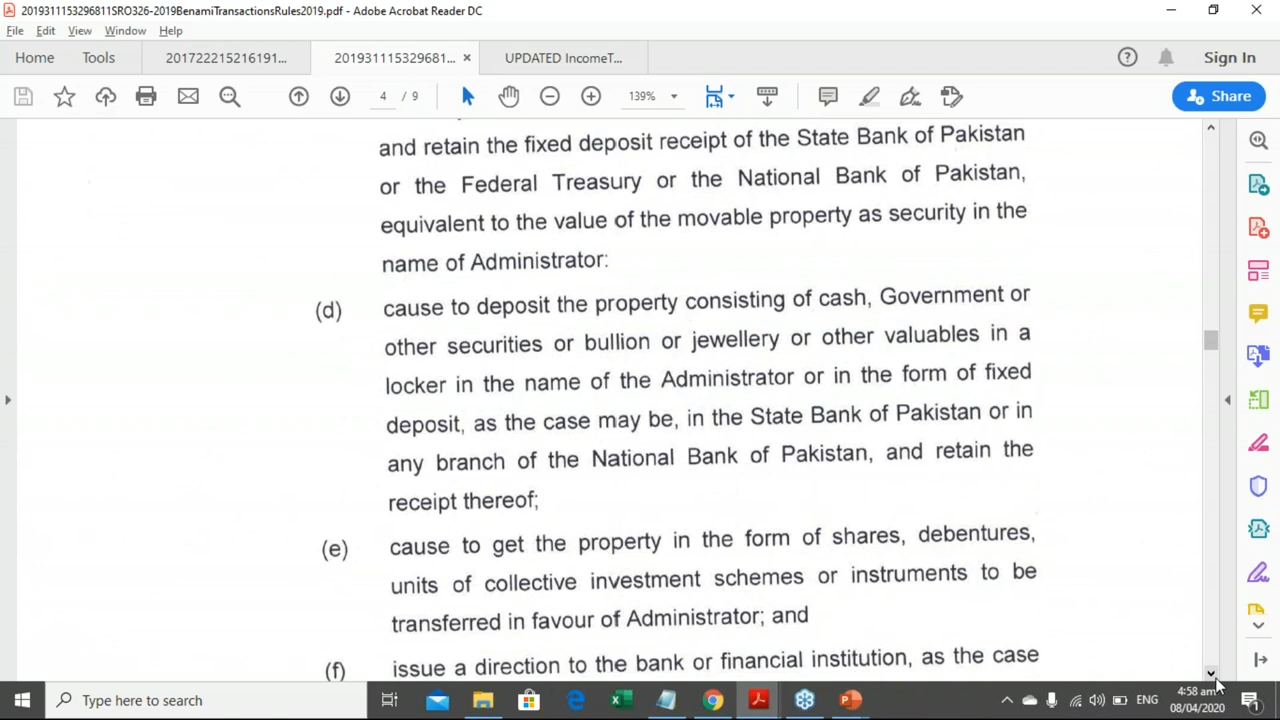 201931115329681​1SRO326-2019BenamiTransactionsRules2019.pdf - Adobe Acrobat Reader DC
File Edit View Window Help
Home Tools 201722215216191... 201931115329681... × UPDATED IncomeT... Sign In
4 / 9 139% Share
and retain the fixed deposit receipt of the State Bank of Pakistan
or the Federal Treasury or the National Bank of Pakistan,
equivalent to the value of the movable property as security in the
name of Administrator:
(d) cause to deposit the property consisting of cash, Government or
other securities or bullion or jewellery or other valuables in a
locker in the name of the Administrator or in the form of fixed
deposit, as the case may be, in the State Bank of Pakistan or in
any branch of the National Bank of Pakistan, and retain the
receipt thereof;
(e) cause to get the property in the form of shares, debentures,
units of collective investment schemes or instruments to be
transferred in favour of Administrator; and
(f) issue a direction to the bank or financial institution, as the case
Type here to search ENG 4:58 am
08/04/2020 1